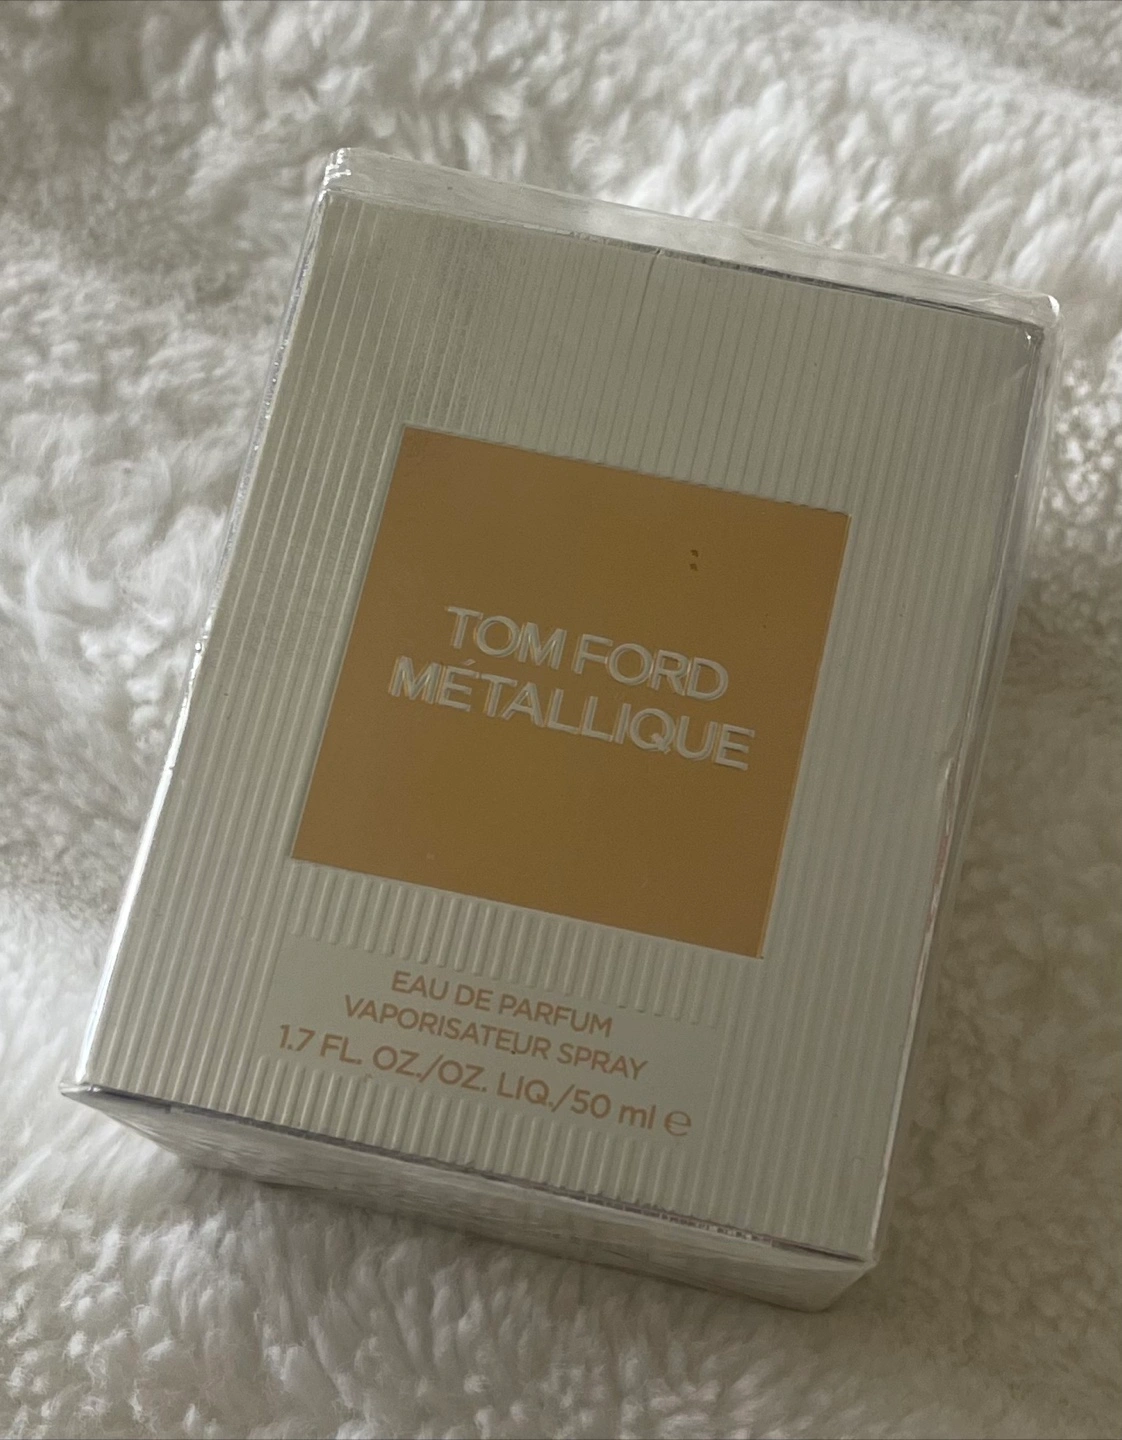 TOM FORD
MÉTALLIQUE
EAU DE PARFUM
VAPORISATEUR SPRAY
1.7 FL. OZ./OZ. LIQ./50 ml ℮